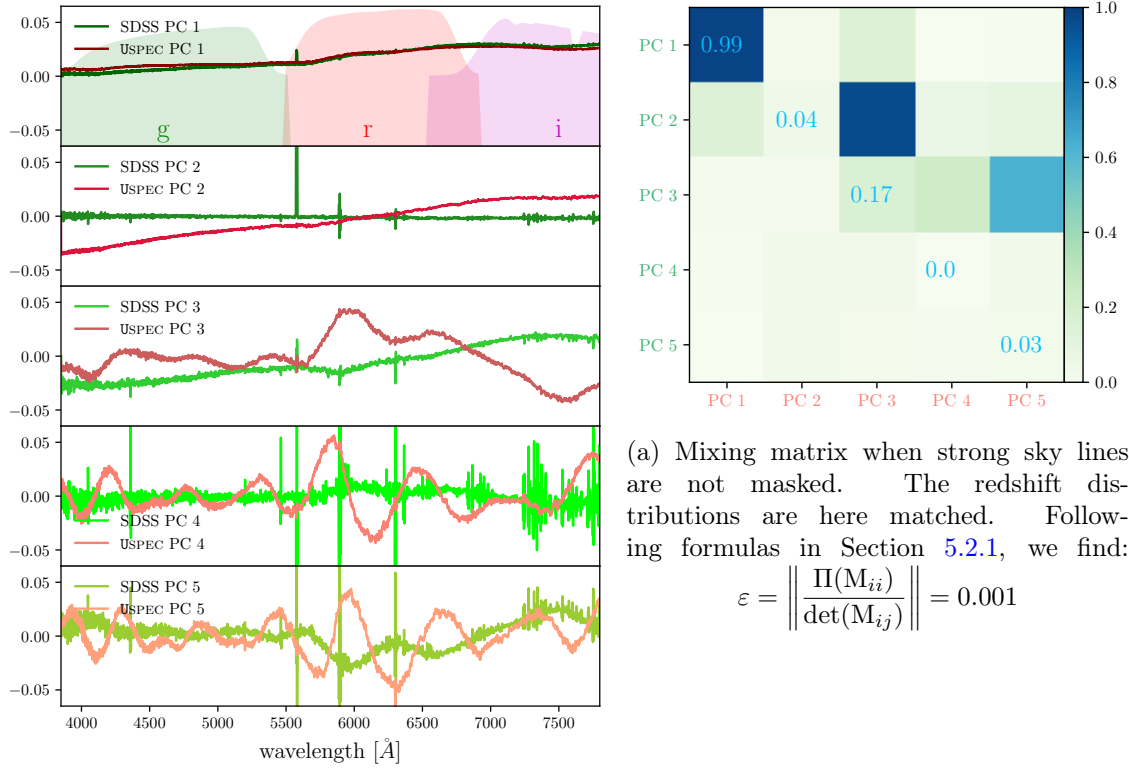 0.05
0.00
−0.05
SDSS PC 1
USPEC PC 1
g
r
i
0.05
0.00
−0.05
SDSS PC 2
USPEC PC 2
0.05
0.00
−0.05
SDSS PC 3
USPEC PC 3
0.05
0.00
−0.05
SDSS PC 4
USPEC PC 4
0.05
0.00
−0.05
SDSS PC 5
USPEC PC 5
4000 4500 5000 5500 6000 6500 7000 7500
wavelength [Å]
PC 1
PC 2
PC 3
PC 4
PC 5
0.99
0.04
0.17
0.0
0.03
PC 1 PC 2 PC 3 PC 4 PC 5
1.0
0.8
0.6
0.4
0.2
0.0
(a) Mixing matrix when strong sky lines
are not masked. The redshift dis-
tributions are here matched. Follow-
ing formulas in Section 5.2.1, we find:
ε = ‖ Π(Mii) / det(Mij) ‖ = 0.001